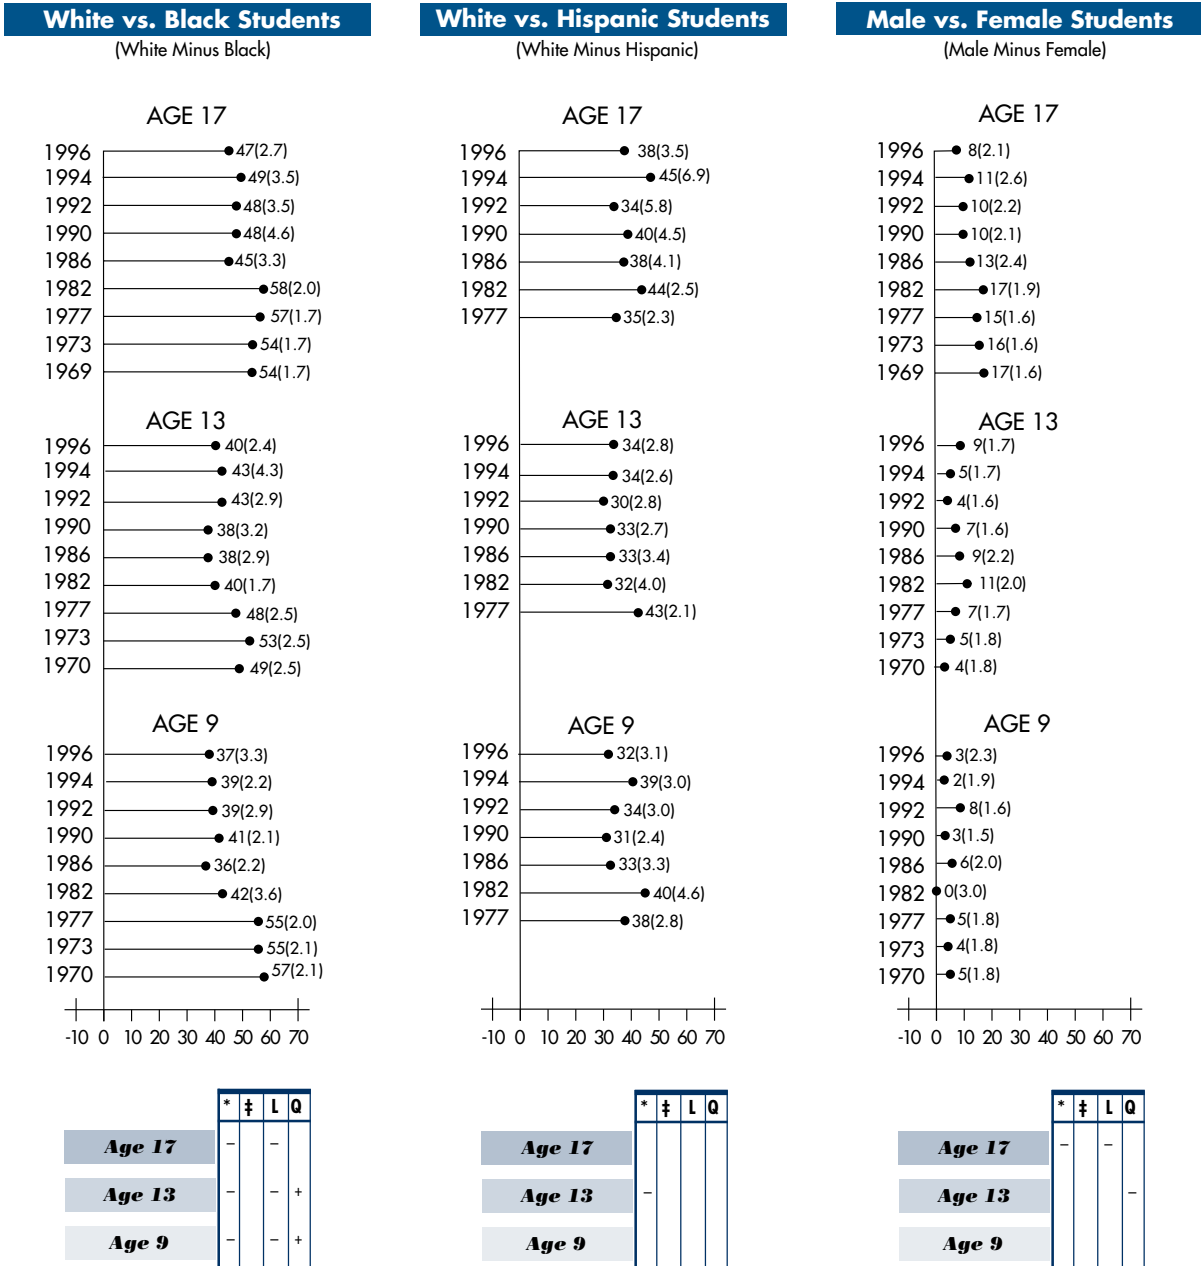 White vs. Black Students
(White Minus Black)
AGE 17
1996 47(2.7)
1994 49(3.5)
1992 48(3.5)
1990 48(4.6)
1986 45(3.3)
1982 58(2.0)
1977 57(1.7)
1973 54(1.7)
1969 54(1.7)
AGE 13
1996 40(2.4)
1994 43(4.3)
1992 43(2.9)
1990 38(3.2)
1986 38(2.9)
1982 40(1.7)
1977 48(2.5)
1973 53(2.5)
1970 49(2.5)
AGE 9
1996 37(3.3)
1994 39(2.2)
1992 39(2.9)
1990 41(2.1)
1986 36(2.2)
1982 42(3.6)
1977 55(2.0)
1973 55(2.1)
1970 57(2.1)
-10 0 10 20 30 40 50 60 70
* ‡ L Q
Age 17 – –
Age 13 – – +
Age 9 – – +
White vs. Hispanic Students
(White Minus Hispanic)
AGE 17
1996 38(3.5)
1994 45(6.9)
1992 34(5.8)
1990 40(4.5)
1986 38(4.1)
1982 44(2.5)
1977 35(2.3)
AGE 13
1996 34(2.8)
1994 34(2.6)
1992 30(2.8)
1990 33(2.7)
1986 33(3.4)
1982 32(4.0)
1977 43(2.1)
AGE 9
1996 32(3.1)
1994 39(3.0)
1992 34(3.0)
1990 31(2.4)
1986 33(3.3)
1982 40(4.6)
1977 38(2.8)
-10 0 10 20 30 40 50 60 70
* ‡ L Q
Age 17
Age 13 –
Age 9
Male vs. Female Students
(Male Minus Female)
AGE 17
1996 8(2.1)
1994 11(2.6)
1992 10(2.2)
1990 10(2.1)
1986 13(2.4)
1982 17(1.9)
1977 15(1.6)
1973 16(1.6)
1969 17(1.6)
AGE 13
1996 9(1.7)
1994 5(1.7)
1992 4(1.6)
1990 7(1.6)
1986 9(2.2)
1982 11(2.0)
1977 7(1.7)
1973 5(1.8)
1970 4(1.8)
AGE 9
1996 3(2.3)
1994 2(1.9)
1992 8(1.6)
1990 3(1.5)
1986 6(2.0)
1982 0(3.0)
1977 5(1.8)
1973 4(1.8)
1970 5(1.8)
-10 0 10 20 30 40 50 60 70
* ‡ L Q
Age 17 – –
Age 13 –
Age 9